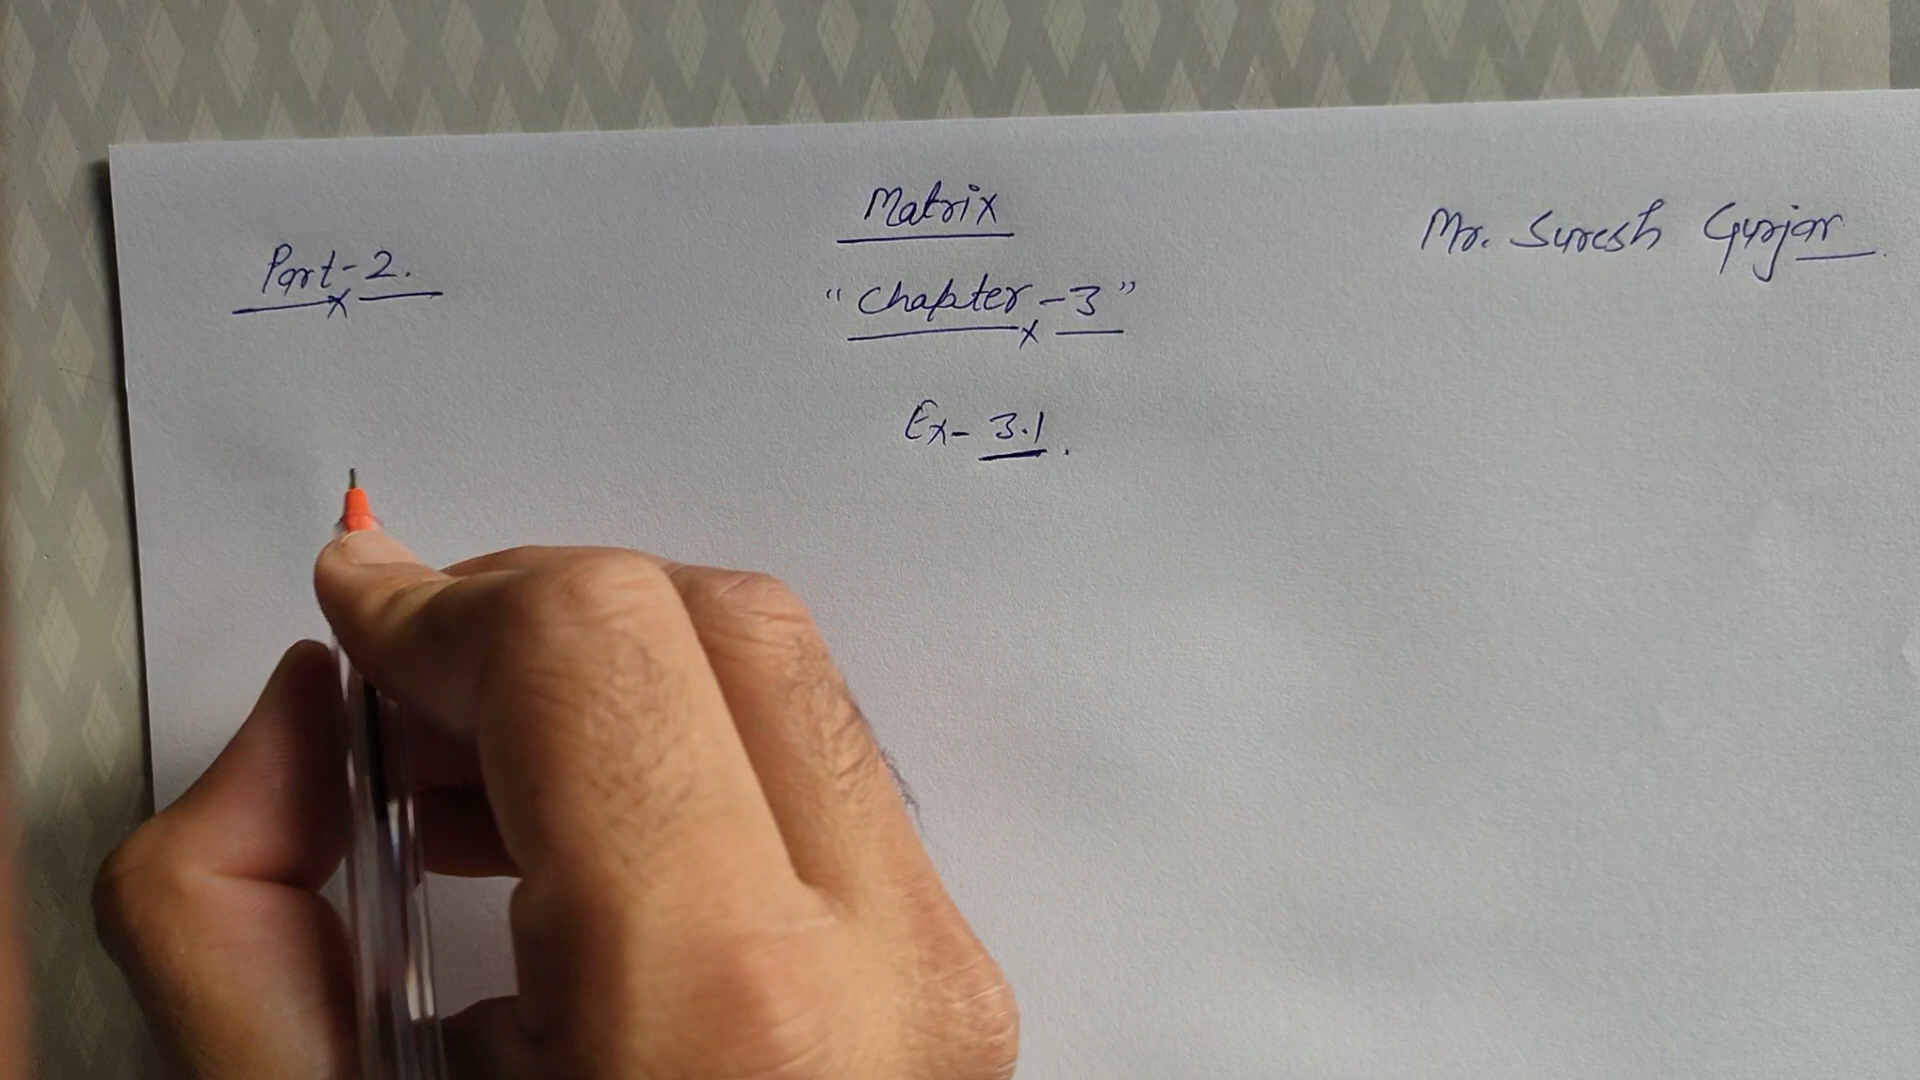 Matrix
Mr. Suresh Gurjar.
Part-2.
"Chapter-3"
Ex-3.1.